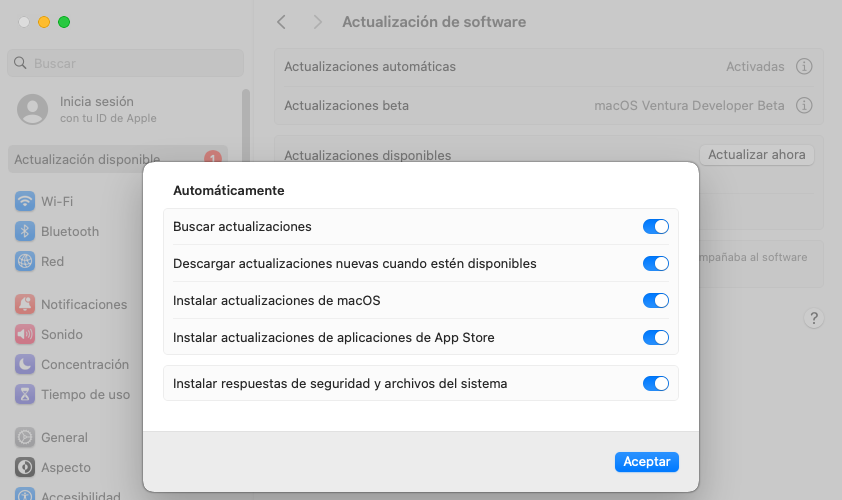 Actualización de software
Buscar
Actualizaciones automáticas Activadas
Inicia sesión
con tu ID de Apple
Actualizaciones beta macOS Ventura Developer Beta
Actualización disponible 1
Actualizaciones disponibles Actualizar ahora
Wi-Fi
Bluetooth
Red
Notificaciones
Sonido
Concentración
Tiempo de uso
General
Aspecto
Accesibilidad
mpañaba al software
?
Automáticamente
Buscar actualizaciones
Descargar actualizaciones nuevas cuando estén disponibles
Instalar actualizaciones de macOS
Instalar actualizaciones de aplicaciones de App Store
Instalar respuestas de seguridad y archivos del sistema
Aceptar